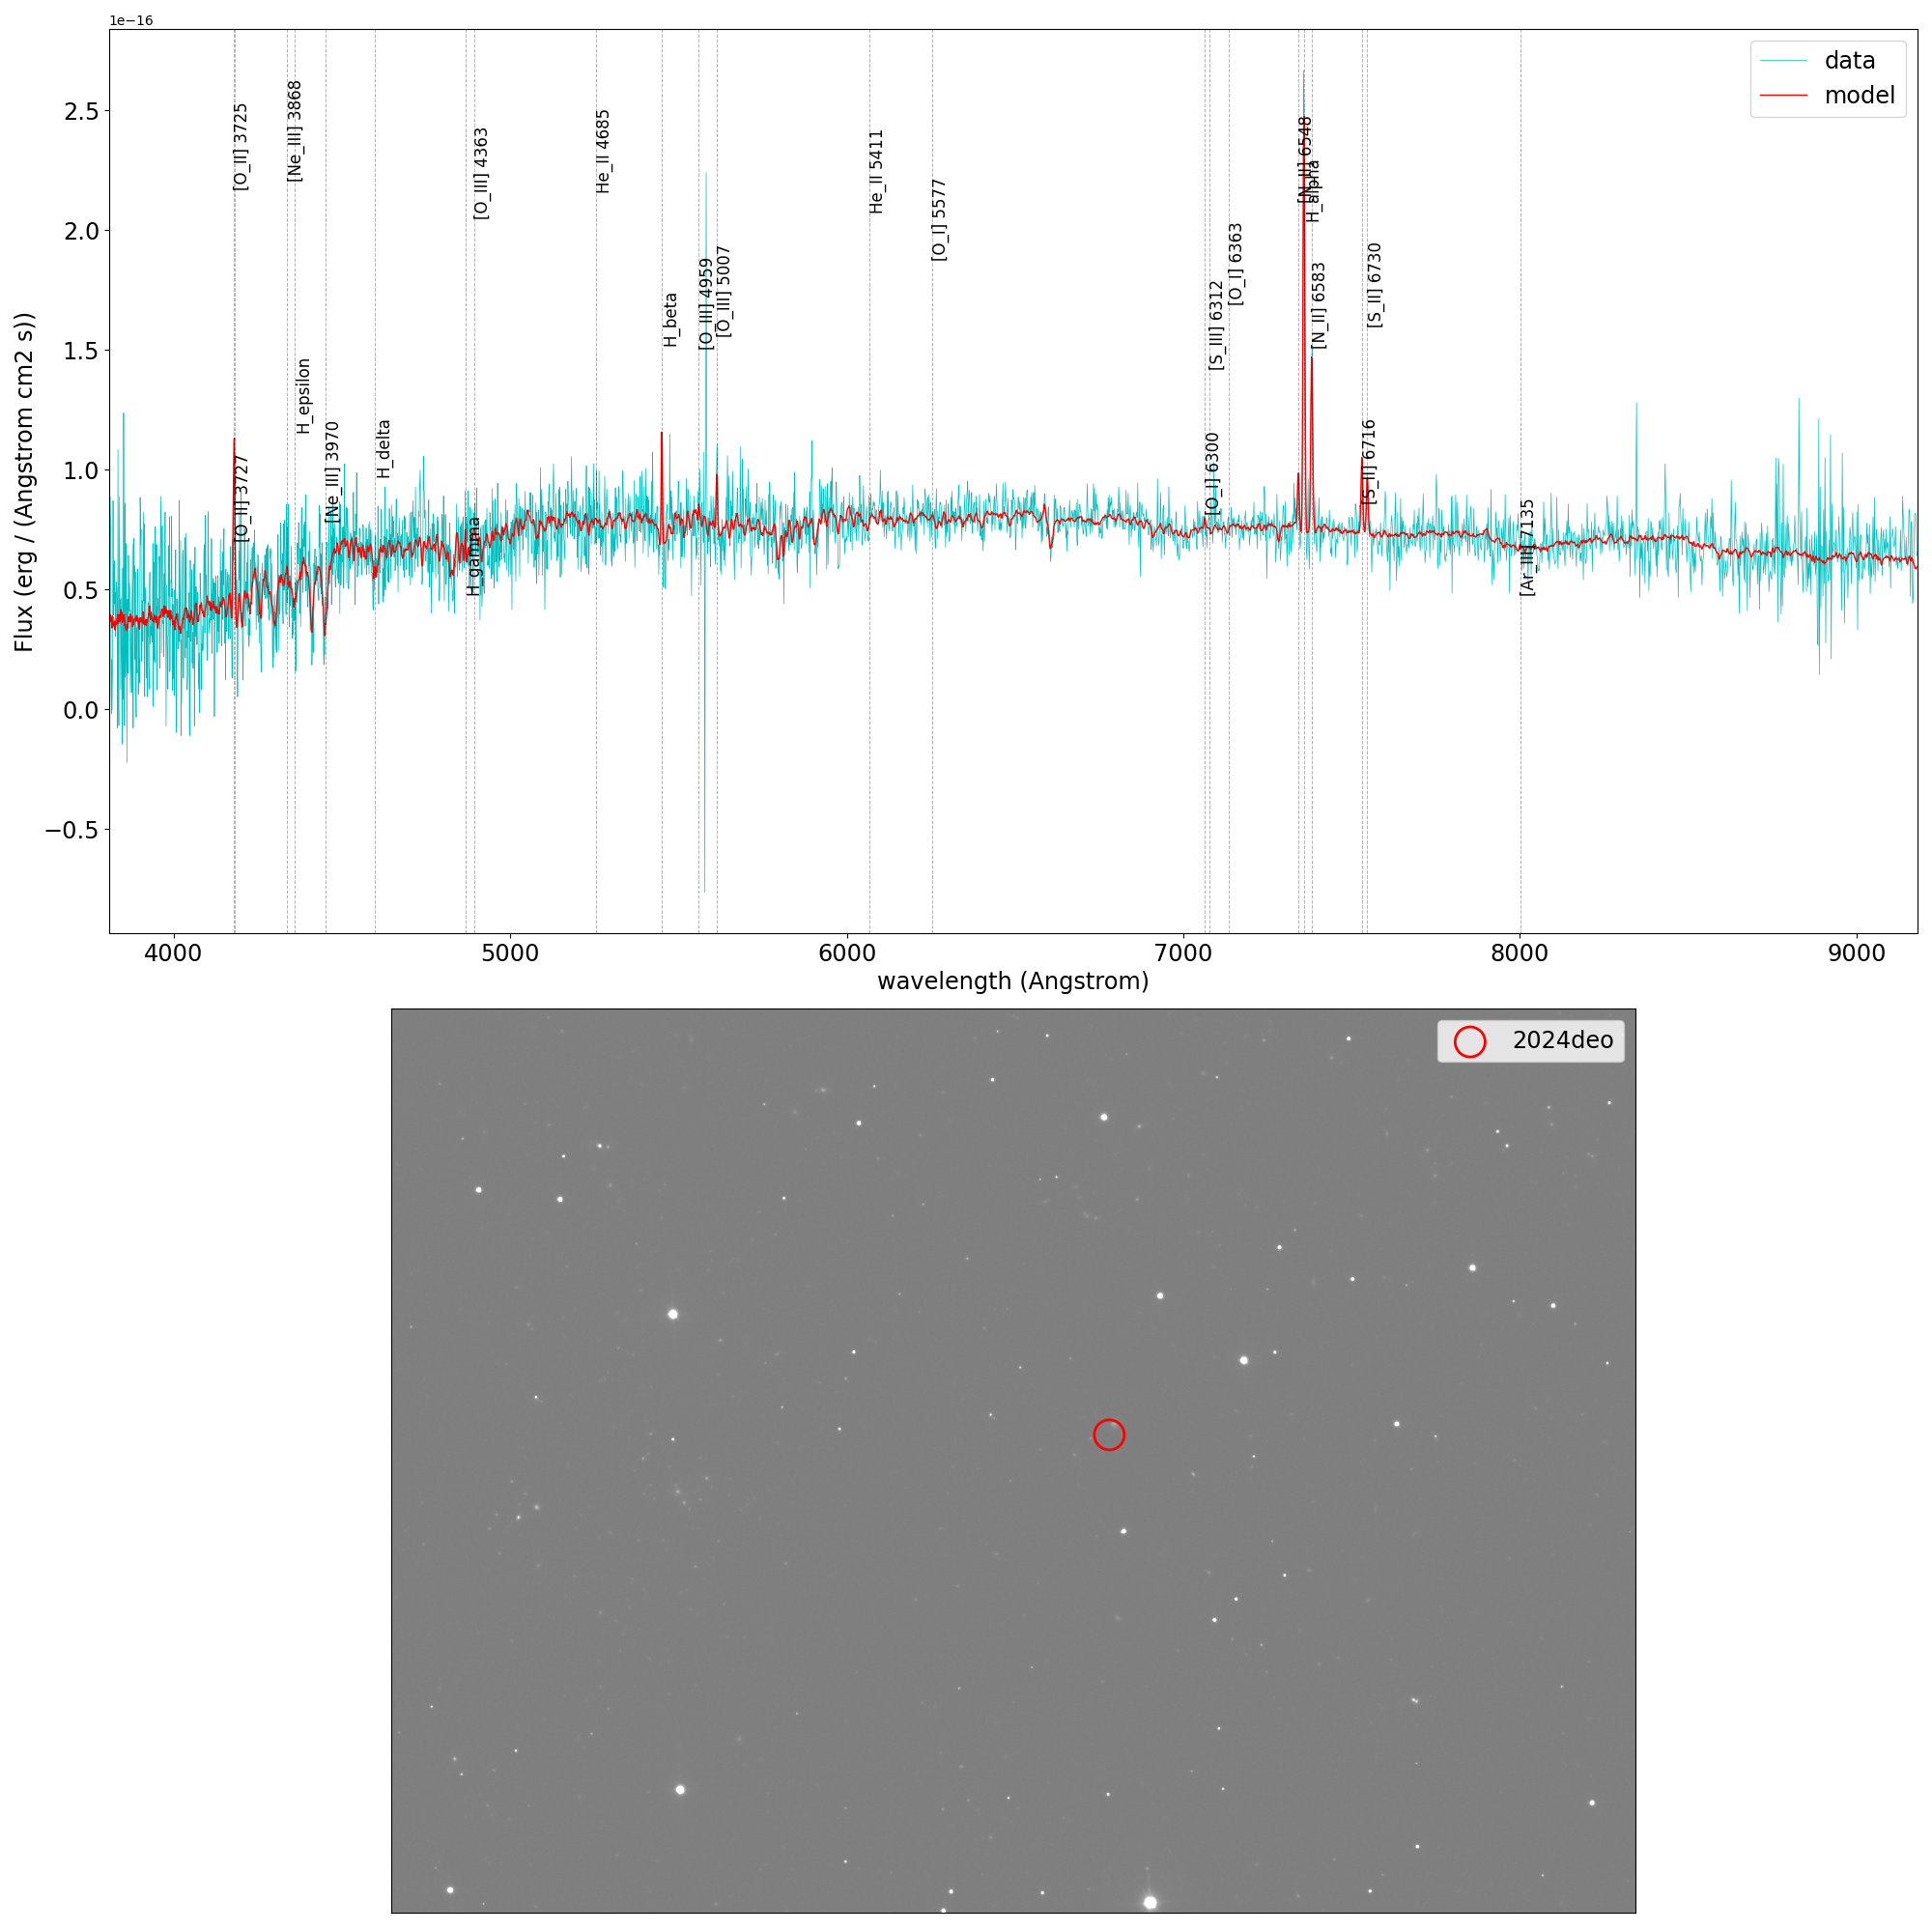 1e−16
data
model
2.5
2.0
1.5
1.0
0.5
0.0
−0.5
Flux (erg / (Angstrom cm2 s))
[O_II] 3725
[O_II] 3727
[Ne_III] 3868
H_epsilon
[Ne_III] 3970
H_delta
H_gamma
[O_III] 4363
He_II 4685
H_beta
[O_III] 4959
[O_III] 5007
He_II 5411
[O_I] 5577
[O_I] 6300
[S_III] 6312
[O_I] 6363
[N_II] 6548
H_alpha
[N_II] 6583
[S_II] 6716
[S_II] 6730
[Ar_III] 7135
4000 5000 6000 7000 8000 9000
wavelength (Angstrom)
2024deo